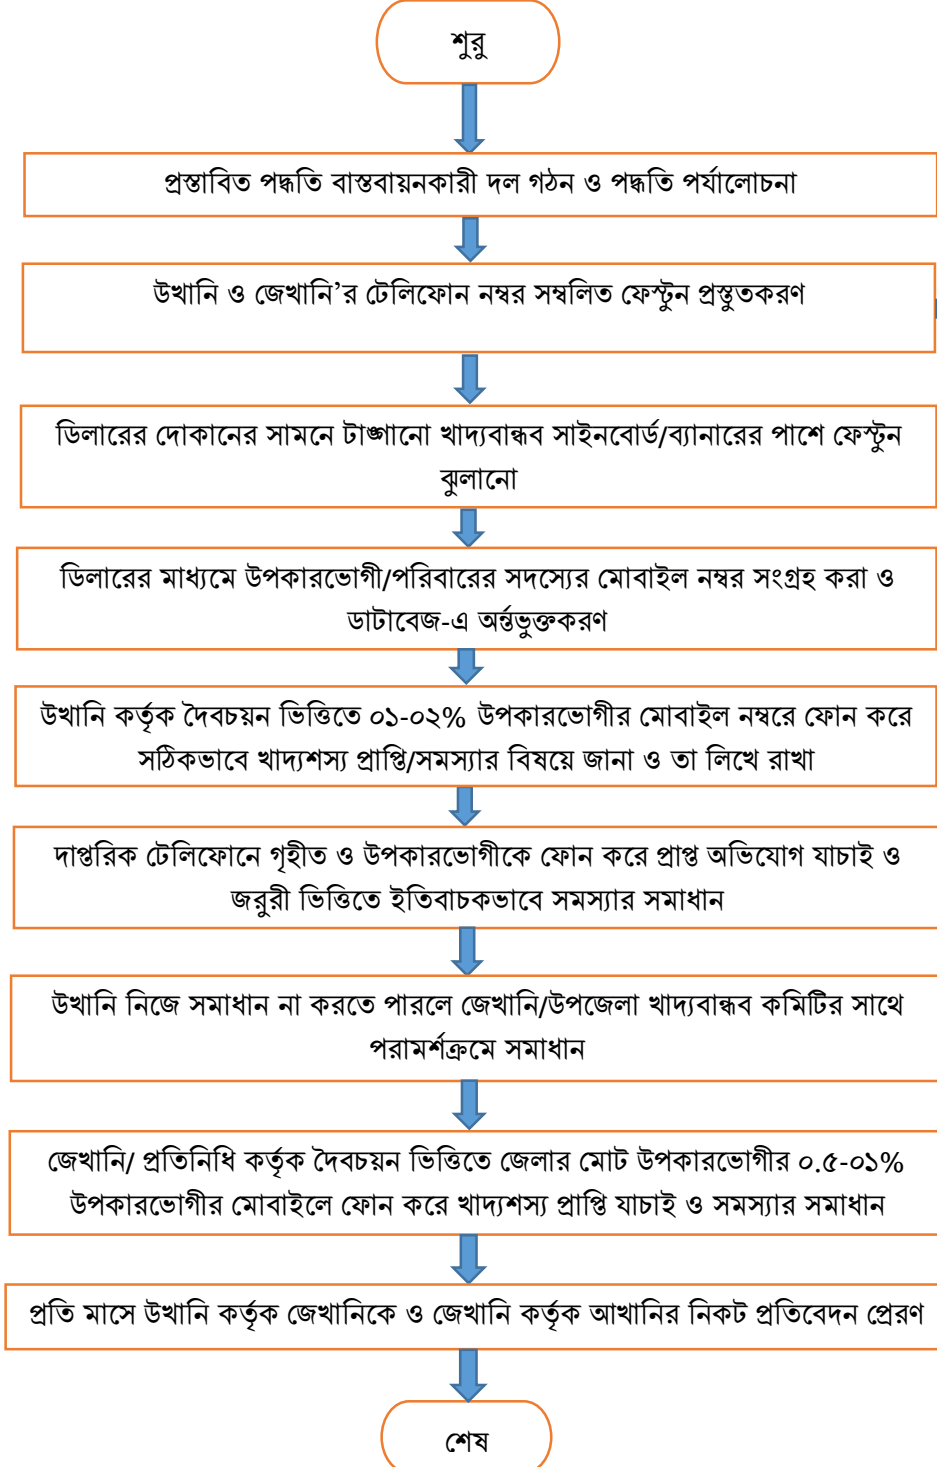 শুরু
প্রস্তাবিত পদ্ধতি বাস্তবায়নকারী দল গঠন ও পদ্ধতি পর্যালোচনা
উখানি ও জেখানি’র টেলিফোন নম্বর সম্বলিত ফেস্টুন প্রস্তুতকরণ
ডিলারের দোকানের সামনে টাঙ্গানো খাদ্যবান্ধব সাইনবোর্ড/ব্যানারের পাশে ফেস্টুন
ঝুলানো
ডিলারের মাধ্যমে উপকারভোগী/পরিবারের সদস্যের মোবাইল নম্বর সংগ্রহ করা ও
ডাটাবেজ-এ অর্ন্তভুক্তকরণ
উখানি কর্তৃক দৈবচয়ন ভিত্তিতে ০১-০২% উপকারভোগীর মোবাইল নম্বরে ফোন করে
সঠিকভাবে খাদ্যশস্য প্রাপ্তি/সমস্যার বিষয়ে জানা ও তা লিখে রাখা
দাপ্তরিক টেলিফোনে গৃহীত ও উপকারভোগীকে ফোন করে প্রাপ্ত অভিযোগ যাচাই ও
জরুরী ভিত্তিতে ইতিবাচকভাবে সমস্যার সমাধান
উখানি নিজে সমাধান না করতে পারলে জেখানি/উপজেলা খাদ্যবান্ধব কমিটির সাথে
পরামর্শক্রমে সমাধান
জেখানি/ প্রতিনিধি কর্তৃক দৈবচয়ন ভিত্তিতে জেলার মোট উপকারভোগীর ০.৫-০১%
উপকারভোগীর মোবাইলে ফোন করে খাদ্যশস্য প্রাপ্তি যাচাই ও সমস্যার সমাধান
প্রতি মাসে উখানি কর্তৃক জেখানিকে ও জেখানি কর্তৃক আখানির নিকট প্রতিবেদন প্রেরণ
শেষ